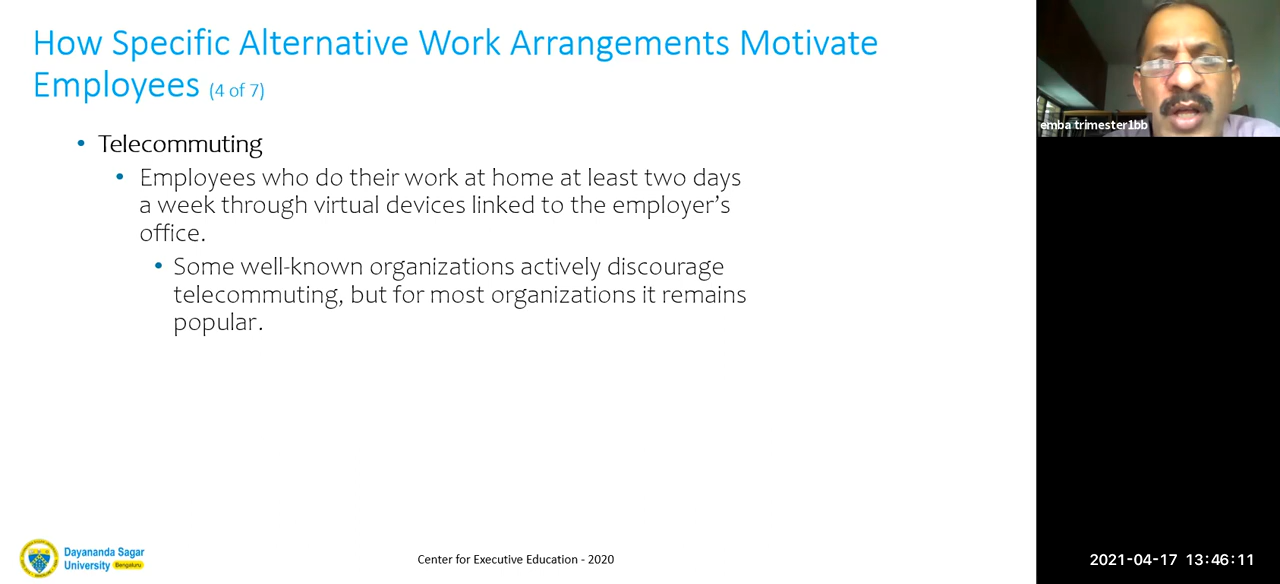 How Specific Alternative Work Arrangements Motivate
Employees (4 of 7)
• Telecommuting
• Employees who do their work at home at least two days
a week through virtual devices linked to the employer’s
office.
• Some well-known organizations actively discourage
telecommuting, but for most organizations it remains
popular.
emba trimester1bb
Dayananda Sagar
University Bengaluru
Center for Executive Education - 2020
2021-04-17 13:46:11